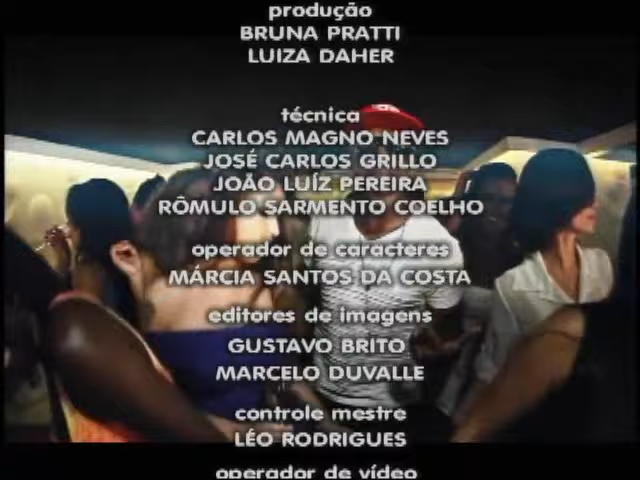 produção
BRUNA PRATTI
LUIZA DAHER
técnica
CARLOS MAGNO NEVES
JOSÉ CARLOS GRILLO
JOÃO LUÍZ PEREIRA
RÔMULO SARMENTO COELHO
operador de caracteres
MÁRCIA SANTOS DA COSTA
editores de imagens
GUSTAVO BRITO
MARCELO DUVALLE
controle mestre
LÉO RODRIGUES
operador de vídeo